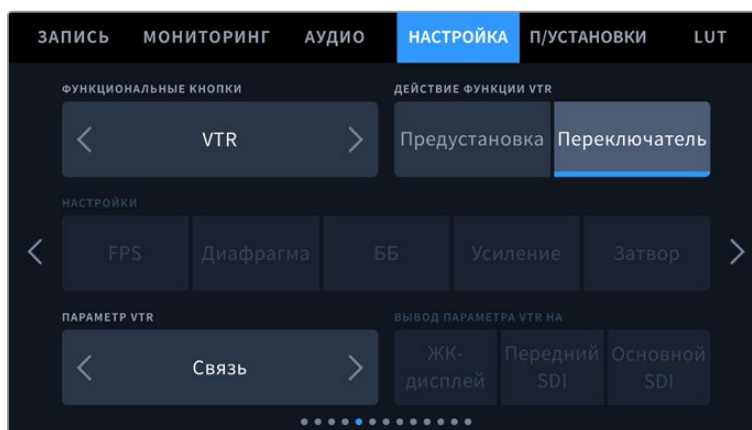 ЗАПИСЬ МОНИТОРИНГ АУДИО НАСТРОЙКА П/УСТАНОВКИ LUT
ФУНКЦИОНАЛЬНЫЕ КНОПКИ ДЕЙСТВИЕ ФУНКЦИИ VTR
VTR Предустановка Переключатель
НАСТРОЙКИ
FPS Диафрагма ББ Усиление Затвор
ПАРАМЕТР VTR ВЫВОД ПАРАМЕТРА VTR НА
Связь
ЖК- Передний Основной
дисплей SDI SDI